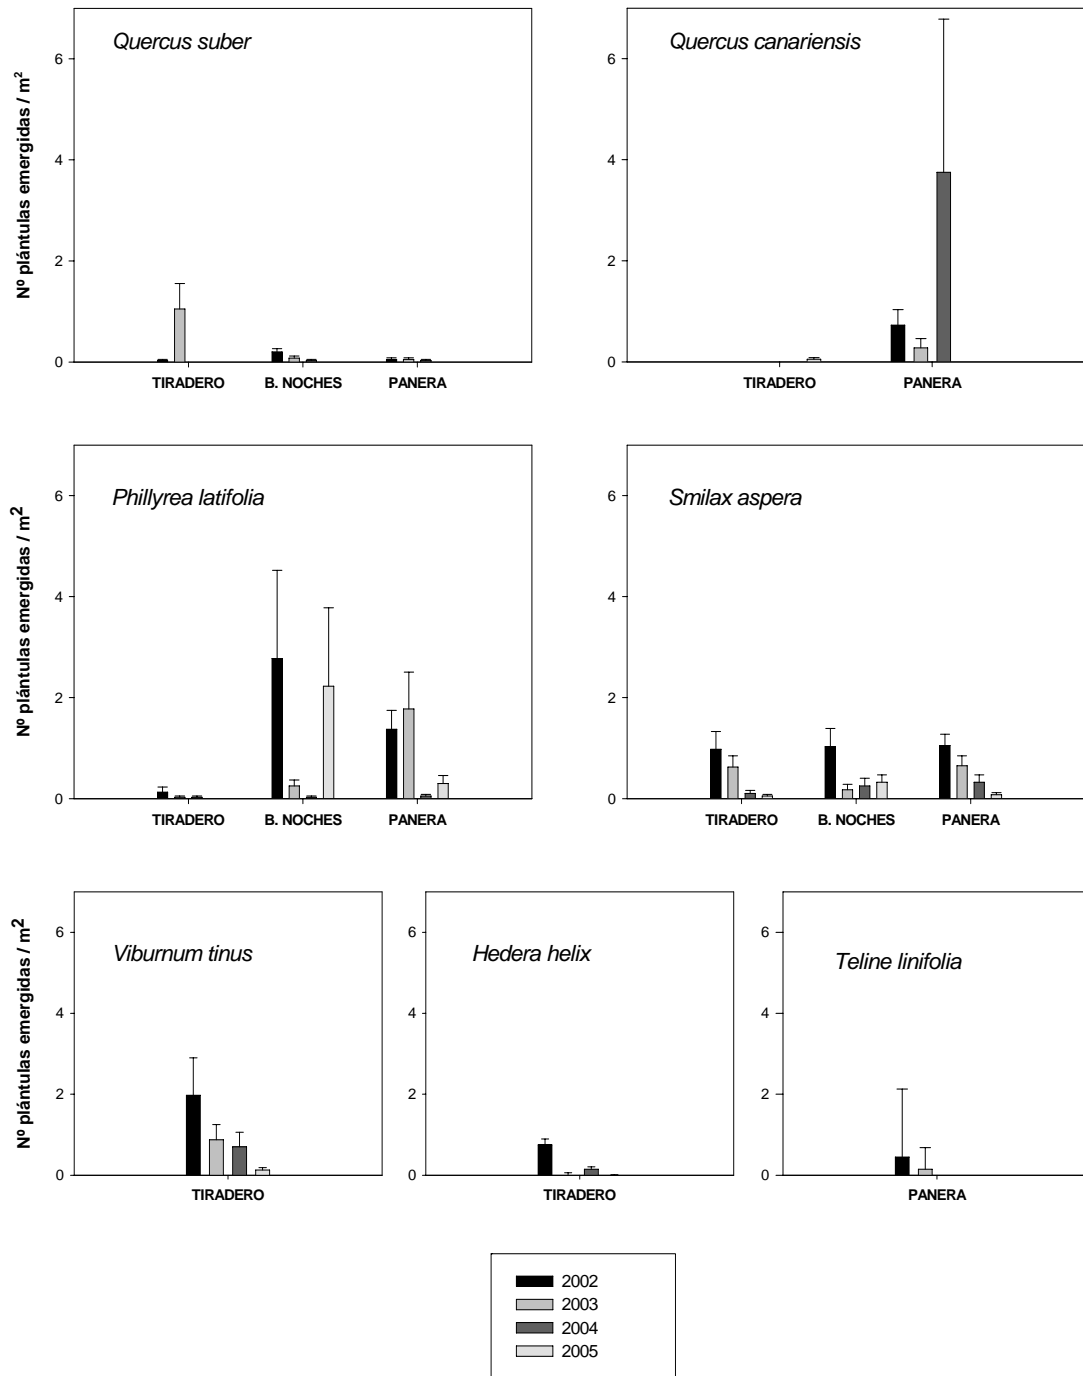 Quercus suber
Quercus canariensis
Nº plántulas emergidas / m²
6
4
2
0
TIRADERO B. NOCHES PANERA
6
4
2
0
TIRADERO PANERA
Phillyrea latifolia
Smilax aspera
Nº plántulas emergidas / m²
6
4
2
0
TIRADERO B. NOCHES PANERA
6
4
2
0
TIRADERO B. NOCHES PANERA
Viburnum tinus
Hedera helix
Teline linifolia
Nº plántulas emergidas / m²
6
4
2
0
TIRADERO
6
4
2
0
TIRADERO
6
4
2
0
PANERA
2002
2003
2004
2005